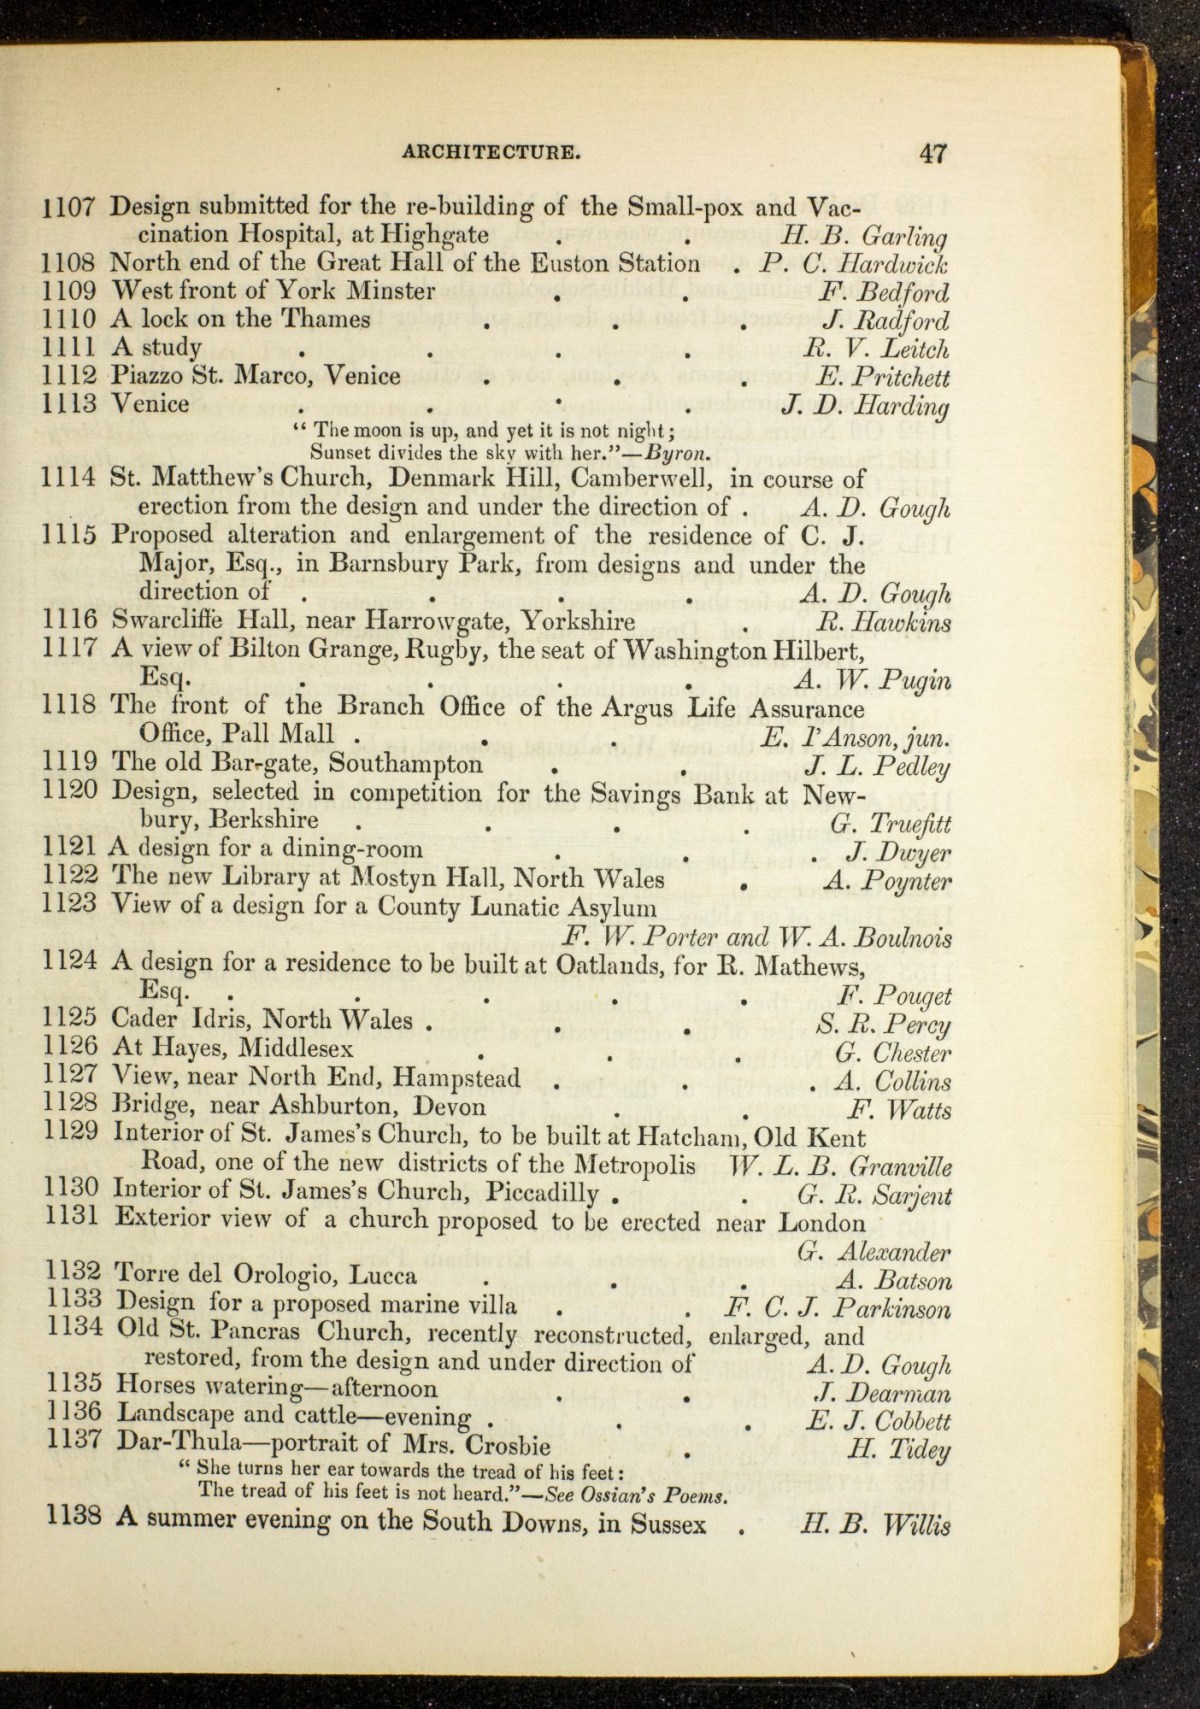 ARCHITECTURE. 47
1107 Design submitted for the re-building of the Small-pox and Vac-
cination Hospital, at Highgate . . H. B. Garling
1108 North end of the Great Hall of the Euston Station . P. C. Hardwick
1109 West front of York Minster . . F. Bedford
1110 A lock on the Thames . . . J. Radford
1111 A study . . . . R. V. Leitch
1112 Piazzo St. Marco, Venice . . . E. Pritchett
1113 Venice . . . . J. D. Harding
“ The moon is up, and yet it is not night;
Sunset divides the sky with her.”—Byron.
1114 St. Matthew's Church, Denmark Hill, Camberwell, in course of
erection from the design and under the direction of . A. D. Gough
1115 Proposed alteration and enlargement of the residence of C. J.
Major, Esq., in Barnsbury Park, from designs and under the
direction of . . . . A. D. Gough
1116 Swarcliffe Hall, near Harrowgate, Yorkshire . R. Hawkins
1117 A view of Bilton Grange, Rugby, the seat of Washington Hilbert,
Esq. . . . . A. W. Pugin
1118 The front of the Branch Office of the Argus Life Assurance
Office, Pall Mall . . . E. I'Anson, jun.
1119 The old Bar-gate, Southampton . . J. L. Pedley
1120 Design, selected in competition for the Savings Bank at New-
bury, Berkshire . . . . G. Truefitt
1121 A design for a dining-room . . . J. Dwyer
1122 The new Library at Mostyn Hall, North Wales . A. Poynter
1123 View of a design for a County Lunatic Asylum
F. W. Porter and W. A. Boulnois
1124 A design for a residence to be built at Oatlands, for R. Mathews,
Esq. . . . . . F. Pouget
1125 Cader Idris, North Wales . . . S. R. Percy
1126 At Hayes, Middlesex . . . G. Chester
1127 View, near North End, Hampstead . . . A. Collins
1128 Bridge, near Ashburton, Devon . . F. Watts
1129 Interior of St. James's Church, to be built at Hatcham, Old Kent
Road, one of the new districts of the Metropolis W. L. B. Granville
1130 Interior of St. James's Church, Piccadilly . . G. R. Sarjent
1131 Exterior view of a church proposed to be erected near London
G. Alexander
1132 Torre del Orologio, Lucca . . . A. Batson
1133 Design for a proposed marine villa . . F. C. J. Parkinson
1134 Old St. Pancras Church, recently reconstructed, enlarged, and
restored, from the design and under direction of A. D. Gough
1135 Horses watering—afternoon . . J. Dearman
1136 Landscape and cattle—evening . . . E. J. Cobbett
1137 Dar-Thula—portrait of Mrs. Crosbie . H. Tidey
“ She turns her ear towards the tread of his feet:
The tread of his feet is not heard.”—See Ossian's Poems.
1138 A summer evening on the South Downs, in Sussex . H. B. Willis